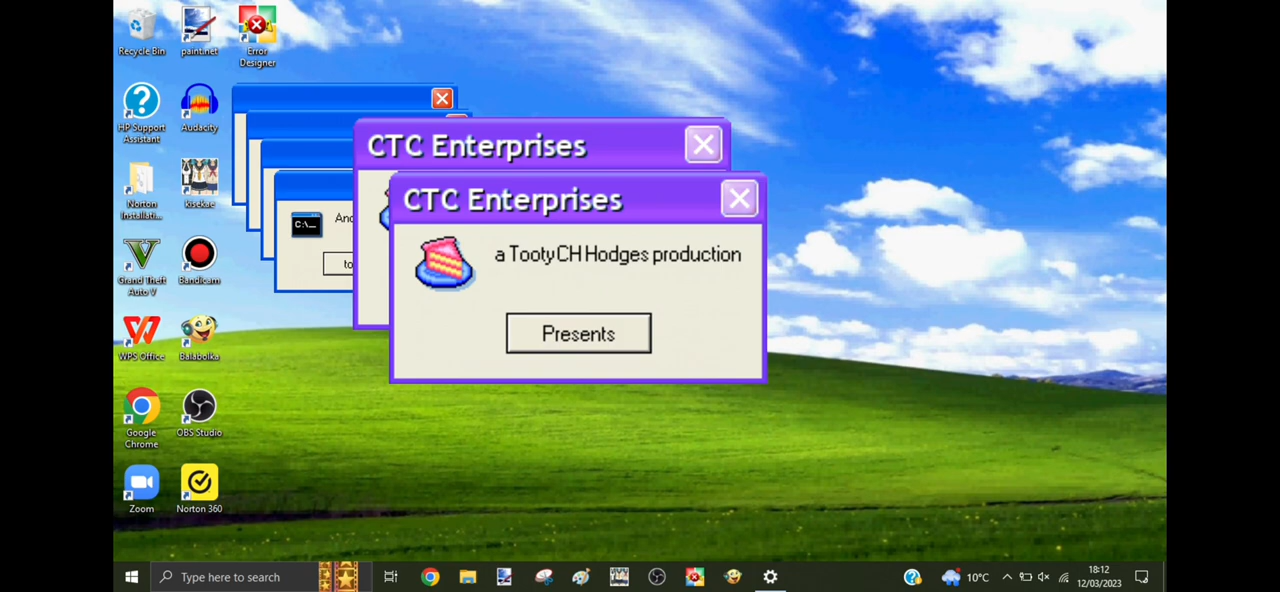 Recycle Bin
paint.net
Error
Designer
HP Support
Assistant
Audacity
Norton
Installati...
kisekae
Grand Theft
Auto V
Bandicam
WPS Office
Balabolka
Google
Chrome
OBS Studio
Zoom
Norton 360
C:\_
to
CTC Enterprises
CTC Enterprises
a TootyCH Hodges production
Presents
Type here to search
10°C
18:12
12/03/2023